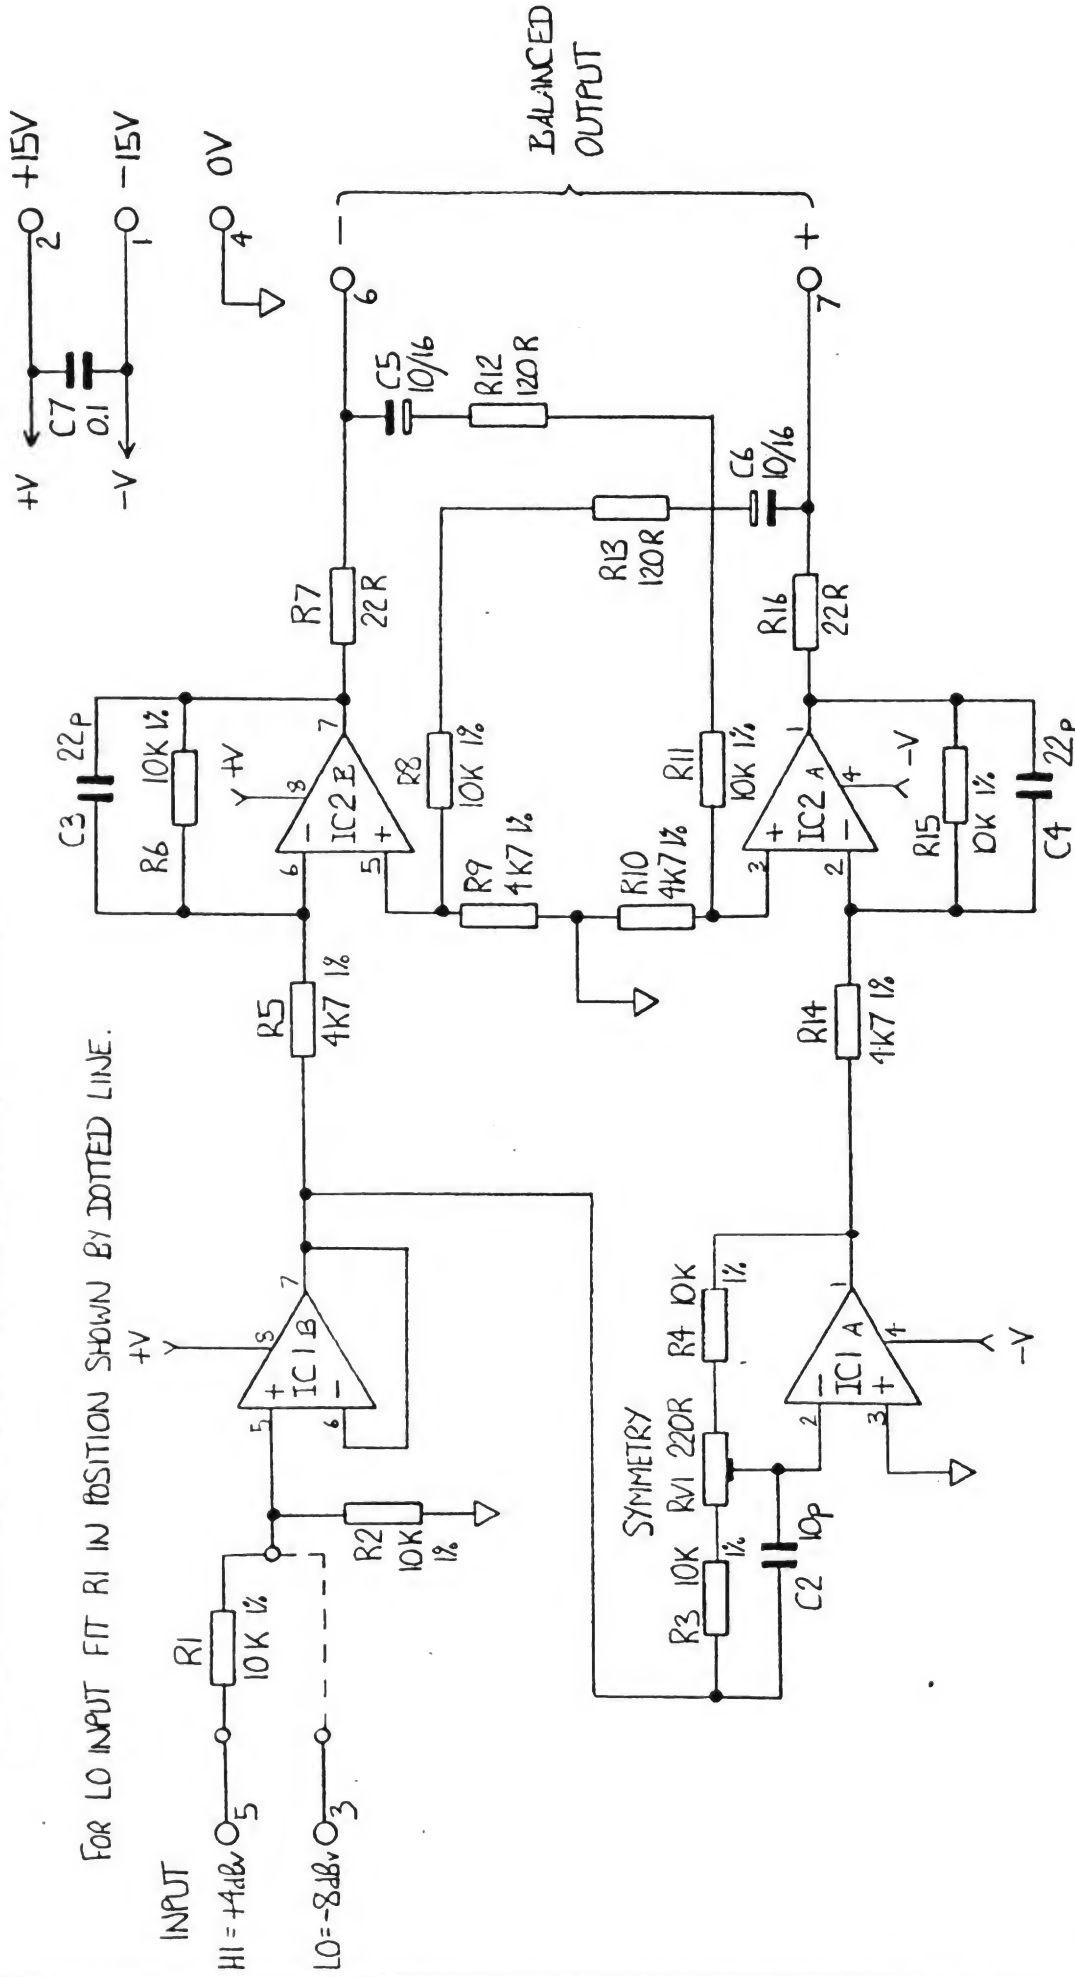 FOR LO INPUT FIT R1 IN POSITION SHOWN BY DOTTED LINE.
INPUT
HI = +4dBv
5
LO = -8dBv
3
R1
10K 1%
R2
10K
1%
+V
8
5
+
IC1 B
-
6
7
R5
4K7 1%
C3
22p
R6
10K 1%
+V
8
6
-
IC2 B
+
5
7
R7
22R
R8
10K 1%
R9
4K7 1%
R10
4K7 1%
R11
10K 1%
C5
10/16
R12
120R
R13
120R
C6
10/16
6
-
BALANCED
OUTPUT
+
7
+V
C7
0.1
-V
2
+15V
1
-15V
4
0V
SYMMETRY
R3 10K
1%
RV1 220R
R4 10K
1%
C2
10p
2
-
IC1 A
+
3
1
4
-V
R14
4K7 1%
3
+
IC2 A
-
2
1
4
-V
R15
10K 1%
C4
22p
R16
22R